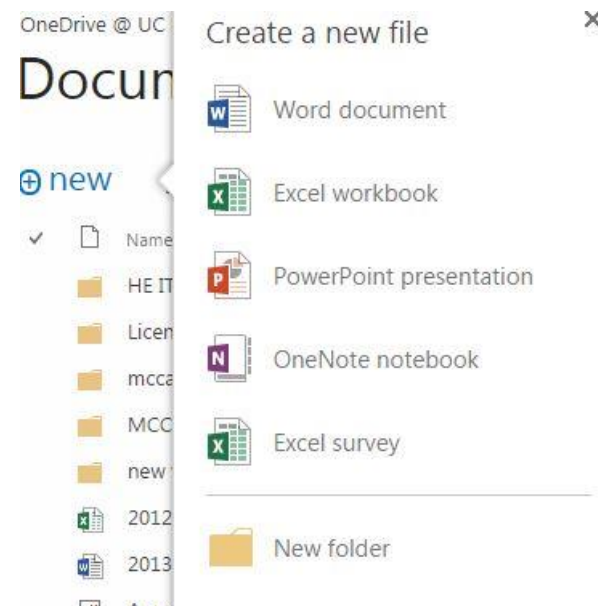 OneDrive @ UC
Docum
new
Name
HE IT
Licen
mcca
MCC
new
2012
2013
Create a new file
Word document
Excel workbook
PowerPoint presentation
OneNote notebook
Excel survey
New folder